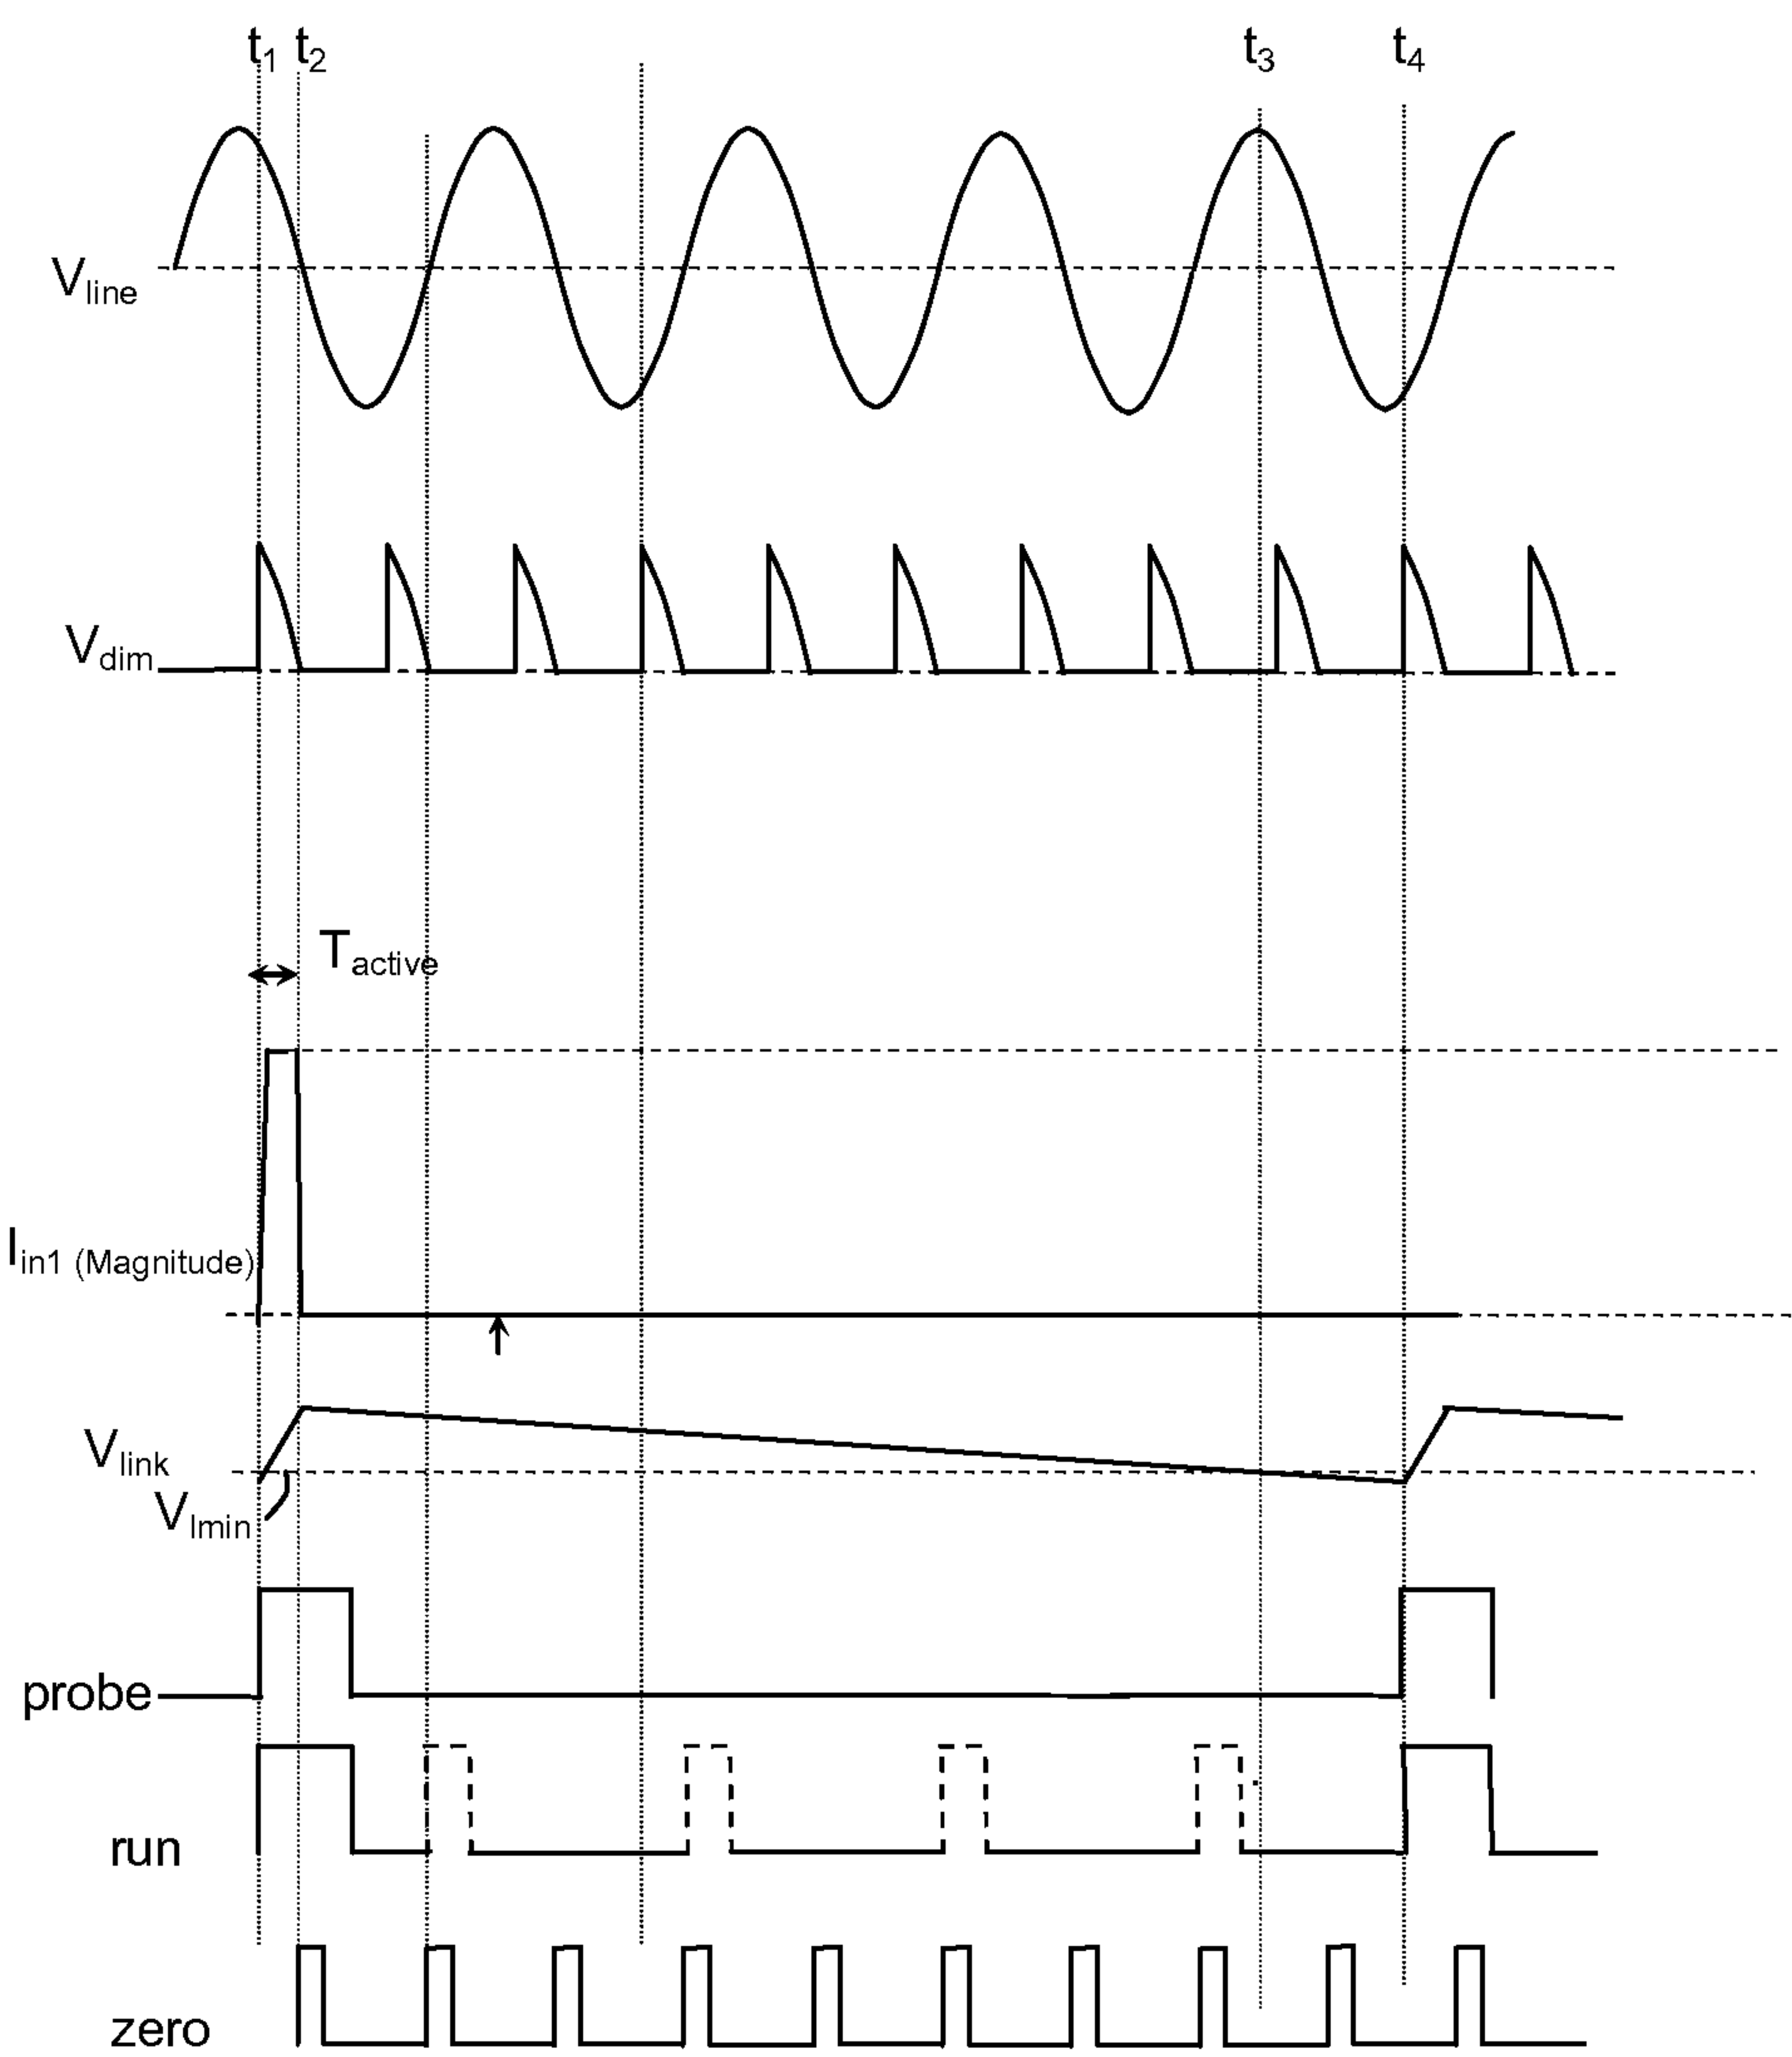 t1 t2 t3 t4
Vline
Vdim
Tactive
Iin1 (Magnitude)
Vlink
Vlmin
probe
run
zero